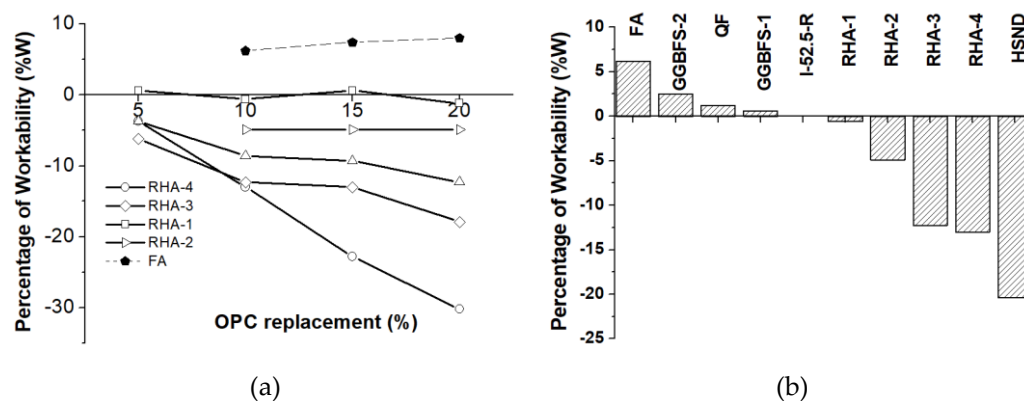 Percentage of Workability (%W)
10
0
-10
-20
-30
5
10
15
20
RHA-4
RHA-3
RHA-1
RHA-2
FA
OPC replacement (%)
(a)
Percentage of Workability (%W)
10
5
0
-5
-10
-15
-20
-25
FA
GGBFS-2
QF
GGBFS-1
I-52.5-R
RHA-1
RHA-2
RHA-3
RHA-4
HSND
(b)